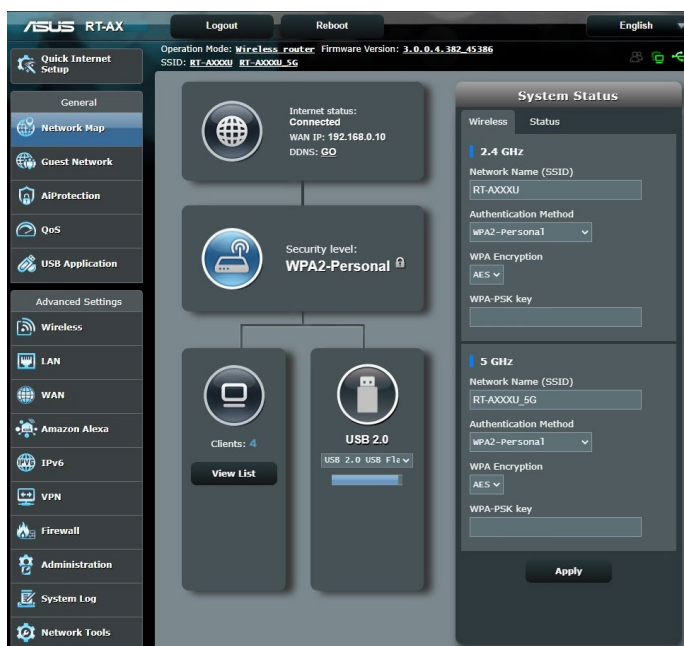 ASUS RT-AX
Logout
Reboot
English
Quick Internet
Setup
Operation Mode: Wireless router Firmware Version: 3.0.0.4.382_45386
SSID: RT-AXXXU RT-AXXXU_5G
General
Network Map
Guest Network
AiProtection
QoS
USB Application
Advanced Settings
Wireless
LAN
WAN
Amazon Alexa
IPv6
VPN
Firewall
Administration
System Log
Network Tools
Internet status:
Connected
WAN IP: 192.168.0.10
DDNS: GO
Security level:
WPA2-Personal
Clients: 4
View List
USB 2.0
USB 2.0 USB Fla
System Status
Wireless Status
2.4 GHz
Network Name (SSID)
RT-AXXXU
Authentication Method
WPA2-Personal
WPA Encryption
AES
WPA-PSK key
5 GHz
Network Name (SSID)
RT-AXXXU_5G
Authentication Method
WPA2-Personal
WPA Encryption
AES
WPA-PSK key
Apply